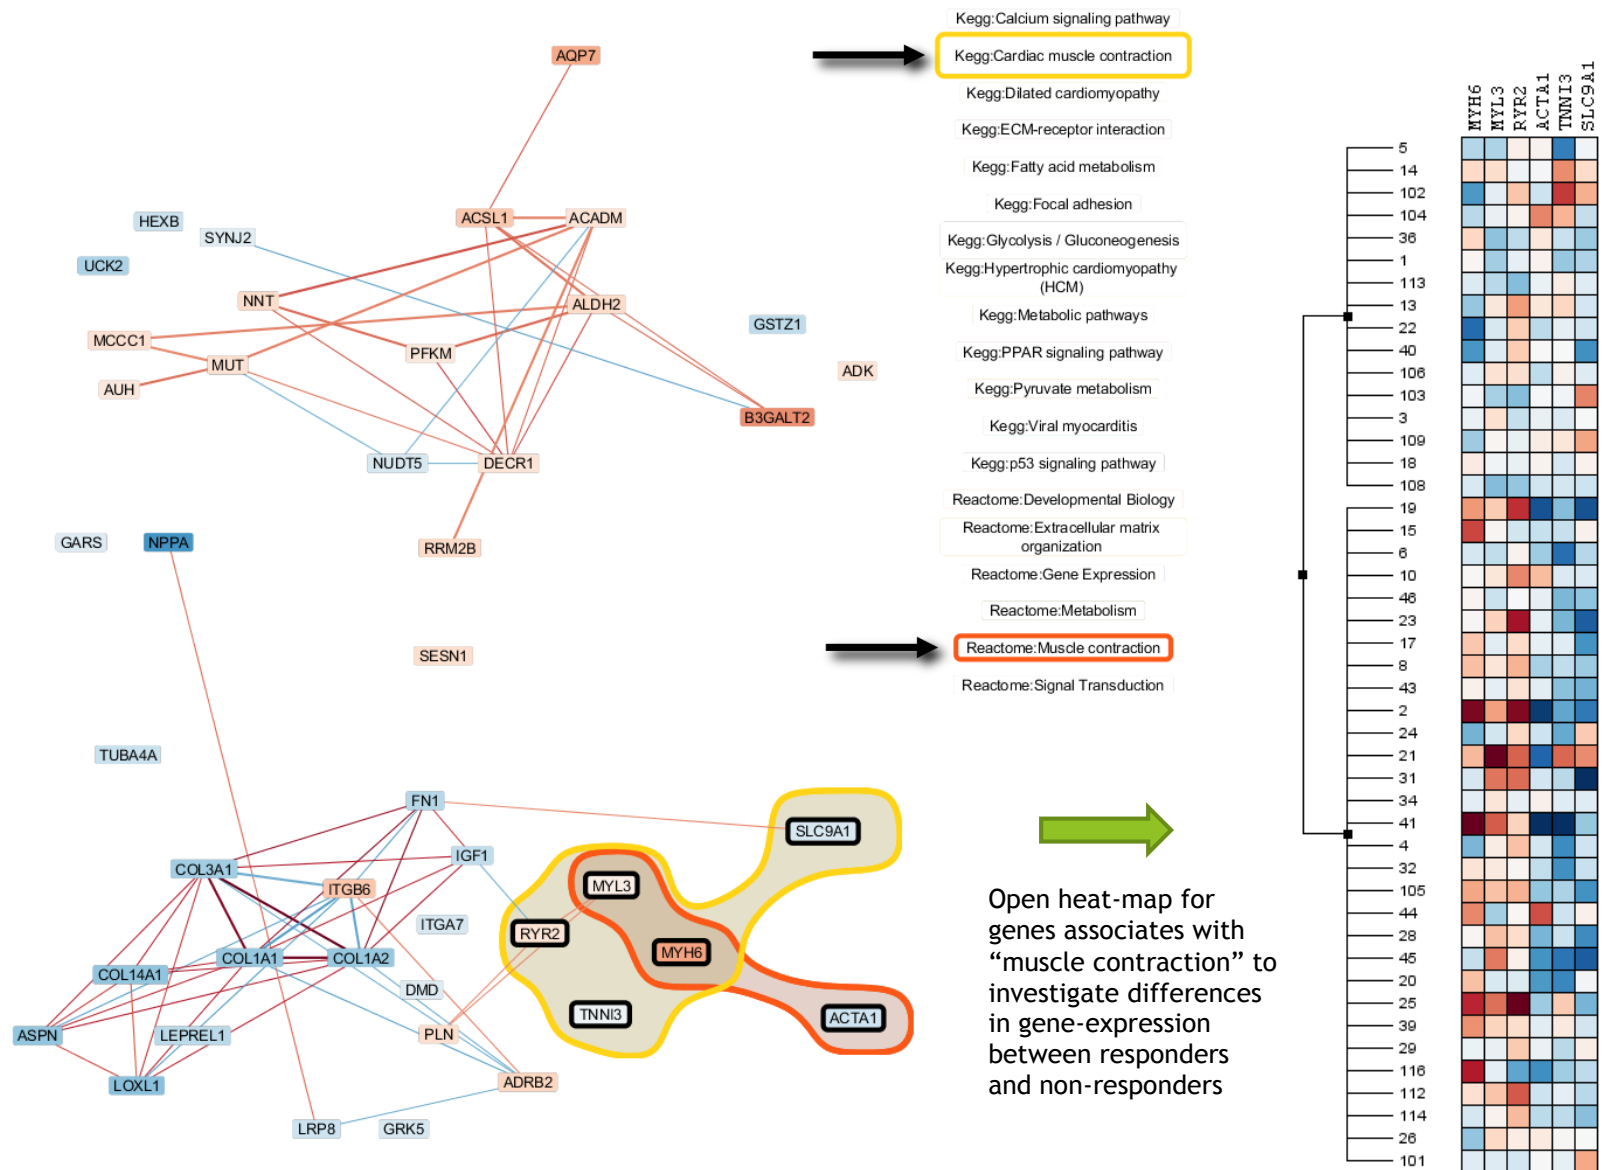 AQP7
ACSL1
ACADM
HEXB
SYNJ2
UCK2
NNT
ALDH2
GSTZ1
MCCC1
PFKM
MUT
ADK
AUH
B3GALT2
NUDT5
DECR1
GARS
NPPA
RRM2B
SESN1
TUBA4A
FN1
SLC9A1
IGF1
COL3A1
ITGB6
MYL3
ITGA7
RYR2
MYH6
COL1A1
COL1A2
COL14A1
DMD
TNNI3
ACTA1
ASPN
LEPREL1
PLN
LOXL1
ADRB2
LRP8
GRK5
Kegg:Calcium signaling pathway
Kegg:Cardiac muscle contraction
Kegg:Dilated cardiomyopathy
Kegg:ECM-receptor interaction
Kegg:Fatty acid metabolism
Kegg:Focal adhesion
Kegg:Glycolysis / Gluconeogenesis
Kegg:Hypertrophic cardiomyopathy
(HCM)
Kegg:Metabolic pathways
Kegg:PPAR signaling pathway
Kegg:Pyruvate metabolism
Kegg:Viral myocarditis
Kegg:p53 signaling pathway
Reactome:Developmental Biology
Reactome:Extracellular matrix
organization
Reactome:Gene Expression
Reactome:Metabolism
Reactome:Muscle contraction
Reactome:Signal Transduction
Open heat-map for
genes associates with
“muscle contraction” to
investigate differences
in gene-expression
between responders
and non-responders
MYH6
MYL3
RYR2
ACTA1
TNNI3
SLC9A1
5
14
102
104
36
1
113
13
22
40
106
103
3
109
18
108
19
15
6
10
46
23
17
8
43
2
24
21
31
34
41
4
32
105
44
28
45
20
25
39
29
116
112
114
26
101